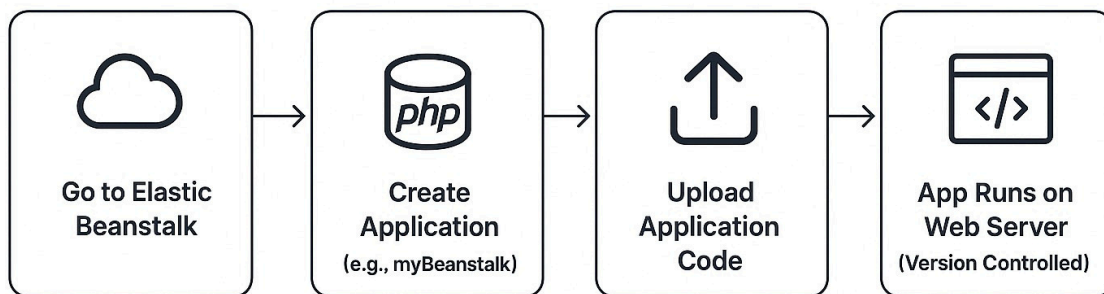 Go to Elastic
Beanstalk
php
Create
Application
(e.g., myBeanstalk)
Upload
Application
Code
</>
App Runs on
Web Server
(Version Controlled)